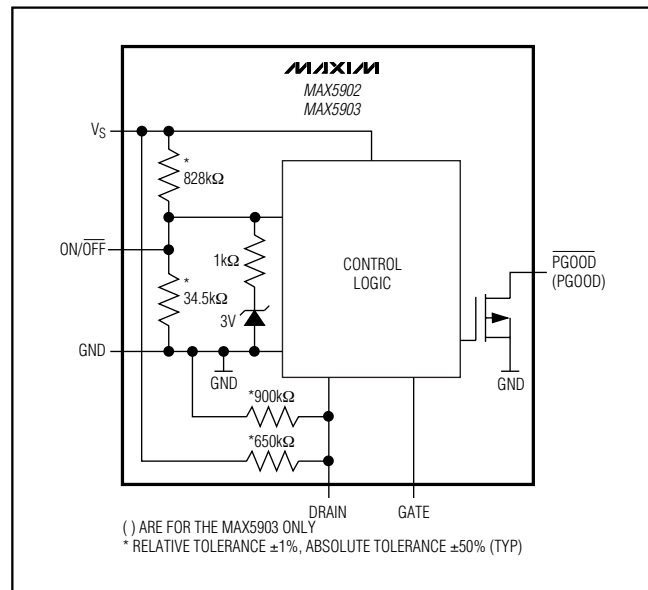 MAXIM
MAX5902
MAX5903
VS
*
828kΩ
ON/OFF
1kΩ
CONTROL
LOGIC
PGOOD
(PGOOD)
*
34.5kΩ
3V
GND
GND
GND
*900kΩ
*650kΩ
DRAIN
GATE
( ) ARE FOR THE MAX5903 ONLY
* RELATIVE TOLERANCE ±1%, ABSOLUTE TOLERANCE ±50% (TYP)